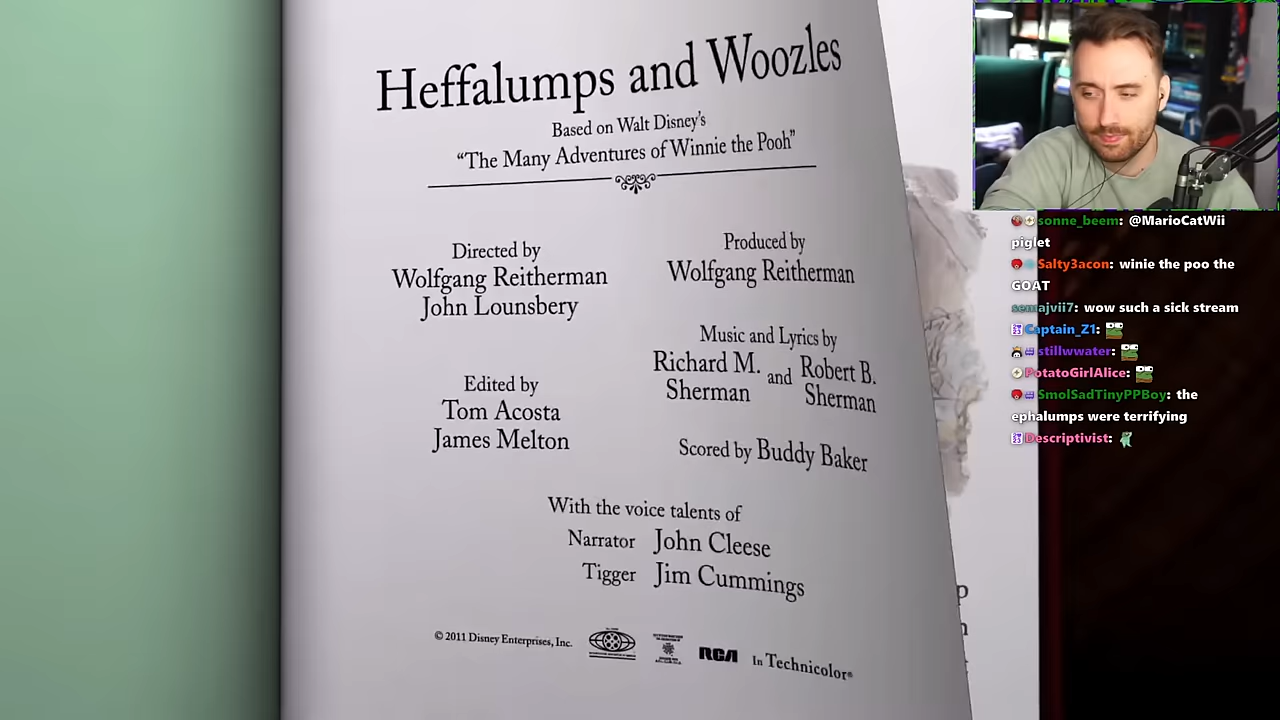 Heffalumps and Woozles
Based on Walt Disney's
"The Many Adventures of Winnie the Pooh"
Directed by
Wolfgang Reitherman
John Lounsbery
Produced by
Wolfgang Reitherman
Music and Lyrics by
Richard M. Sherman and Robert B. Sherman
Edited by
Tom Acosta
James Melton
Scored by Buddy Baker
With the voice talents of
Narrator John Cleese
Tigger Jim Cummings
© 2011 Disney Enterprises, Inc.
RCA
In Technicolor®
sonne_beem: @MarioCatWii
piglet
Salty3acon: winie the poo the
GOAT
semajvii7: wow such a sick stream
Captain_Z1:
stillwwater:
PotatoGirlAlice:
SmolSadTinyPPBoy: the
ephalumps were terrifying
Descriptivist: